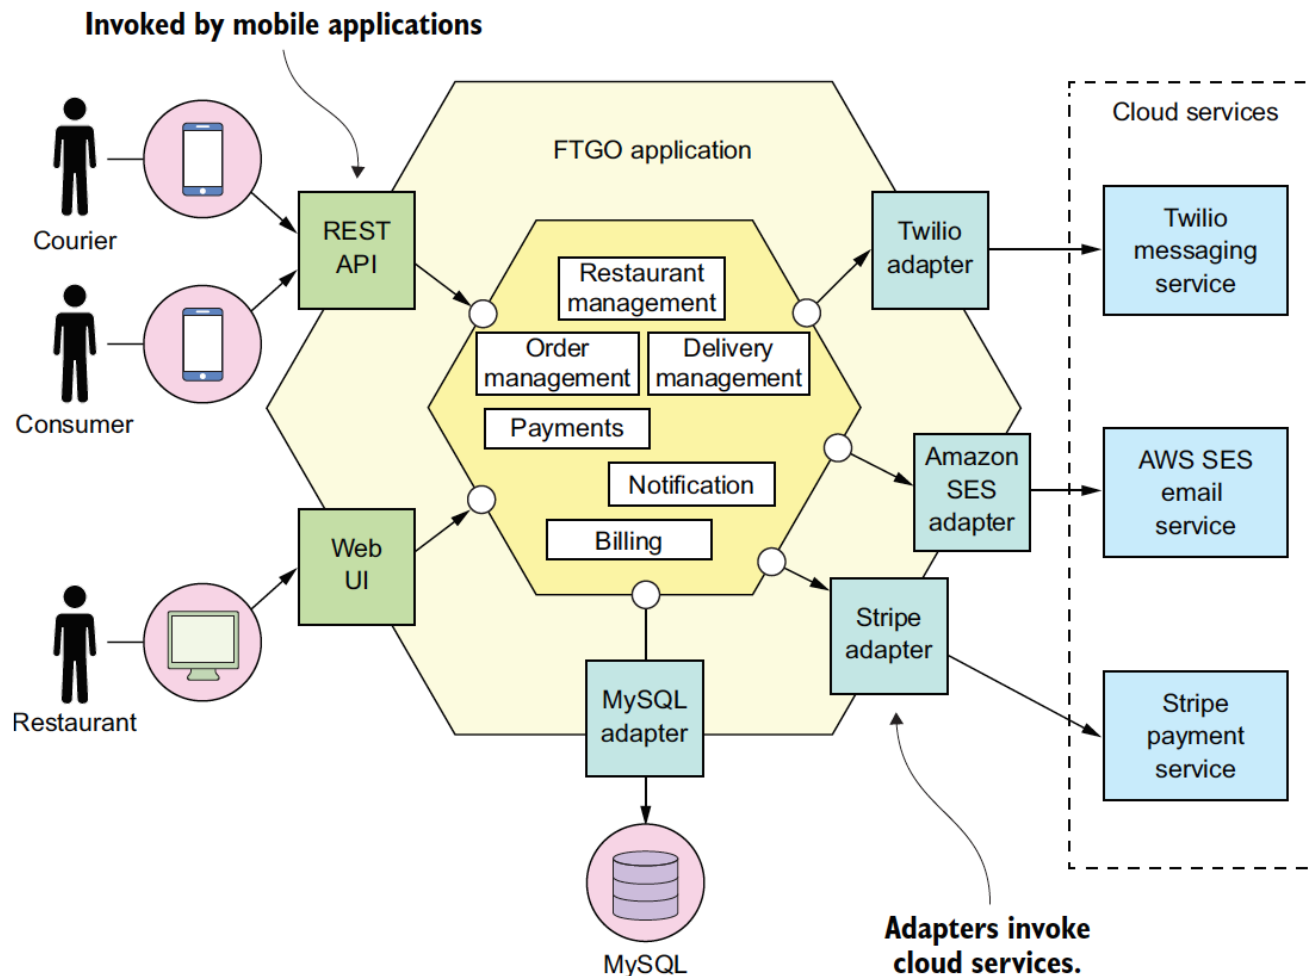 Invoked by mobile applications
FTGO application
Cloud services
Courier
REST
API
Twilio
adapter
Twilio
messaging
service
Restaurant
management
Order
management
Delivery
management
Consumer
Payments
Amazon
SES
adapter
AWS SES
email
service
Notification
Billing
Web
UI
Stripe
adapter
Restaurant
MySQL
adapter
Stripe
payment
service
MySQL
Adapters invoke
cloud services.